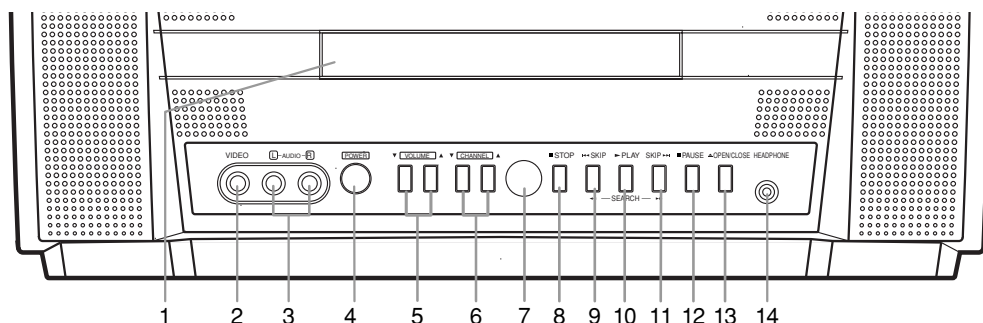 VIDEO L-AUDIO-R POWER ▼ VOLUME ▲ ▼ CHANNEL ▲ ■STOP ⏮SKIP ►PLAY SKIP⏭ ■PAUSE ⏏OPEN/CLOSE HEADPHONE
◄ —SEARCH— ►
1 2 3 4 5 6 7 8 9 10 11 12 13 14